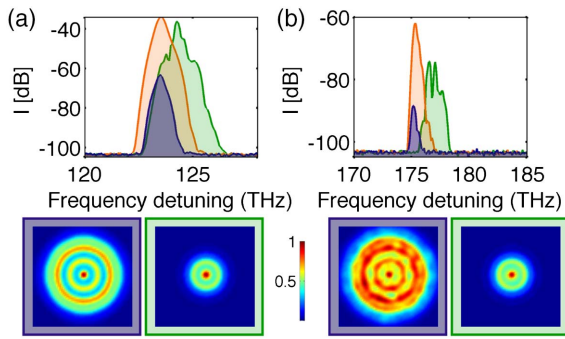 (a)
I [dB]
-40
-60
-80
-100
120
125
Frequency detuning (THz)
(b)
I [dB]
-60
-80
-100
170
175
180
185
Frequency detuning (THz)
1
0.5